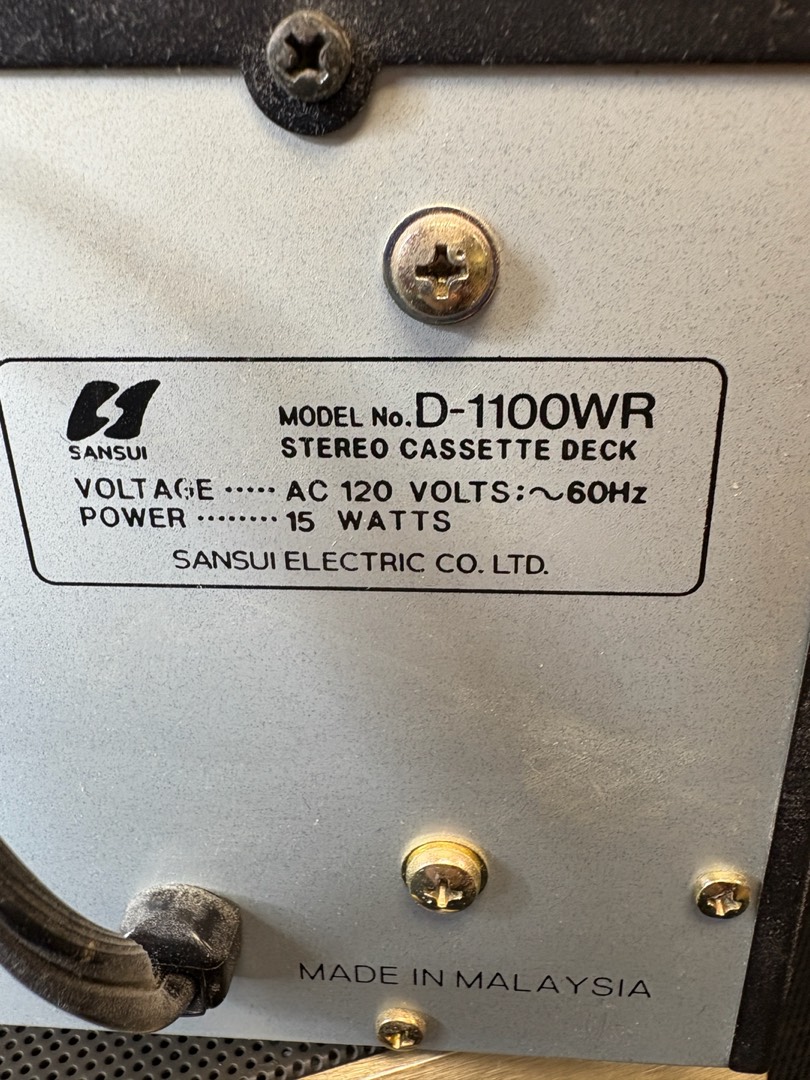 SANSUI
MODEL No. D-1100WR
STEREO CASSETTE DECK
VOLTAGE ····· AC 120 VOLTS:~60Hz
POWER ········ 15 WATTS
SANSUI ELECTRIC CO. LTD.
MADE IN MALAYSIA